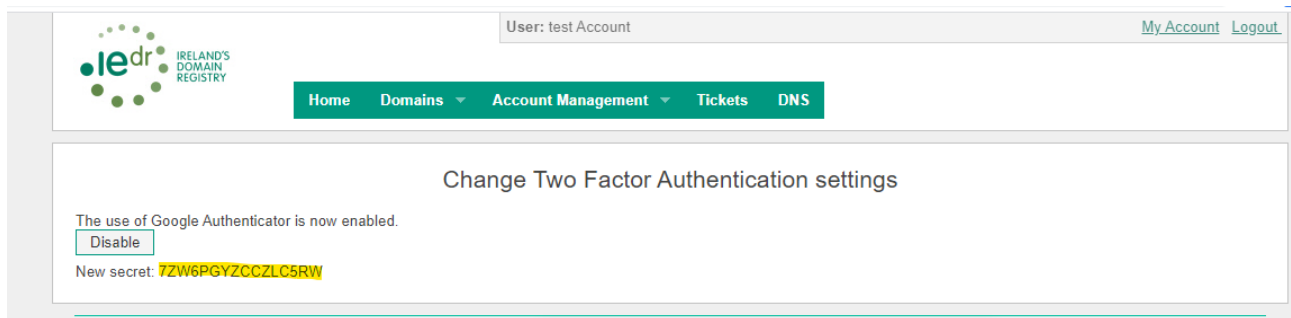 User: test Account
My Account Logout
IEdr IRELAND'S
DOMAIN
REGISTRY
Home Domains Account Management Tickets DNS
Change Two Factor Authentication settings
The use of Google Authenticator is now enabled.
Disable
New secret: 7ZW6PGYZCCZLC5RW